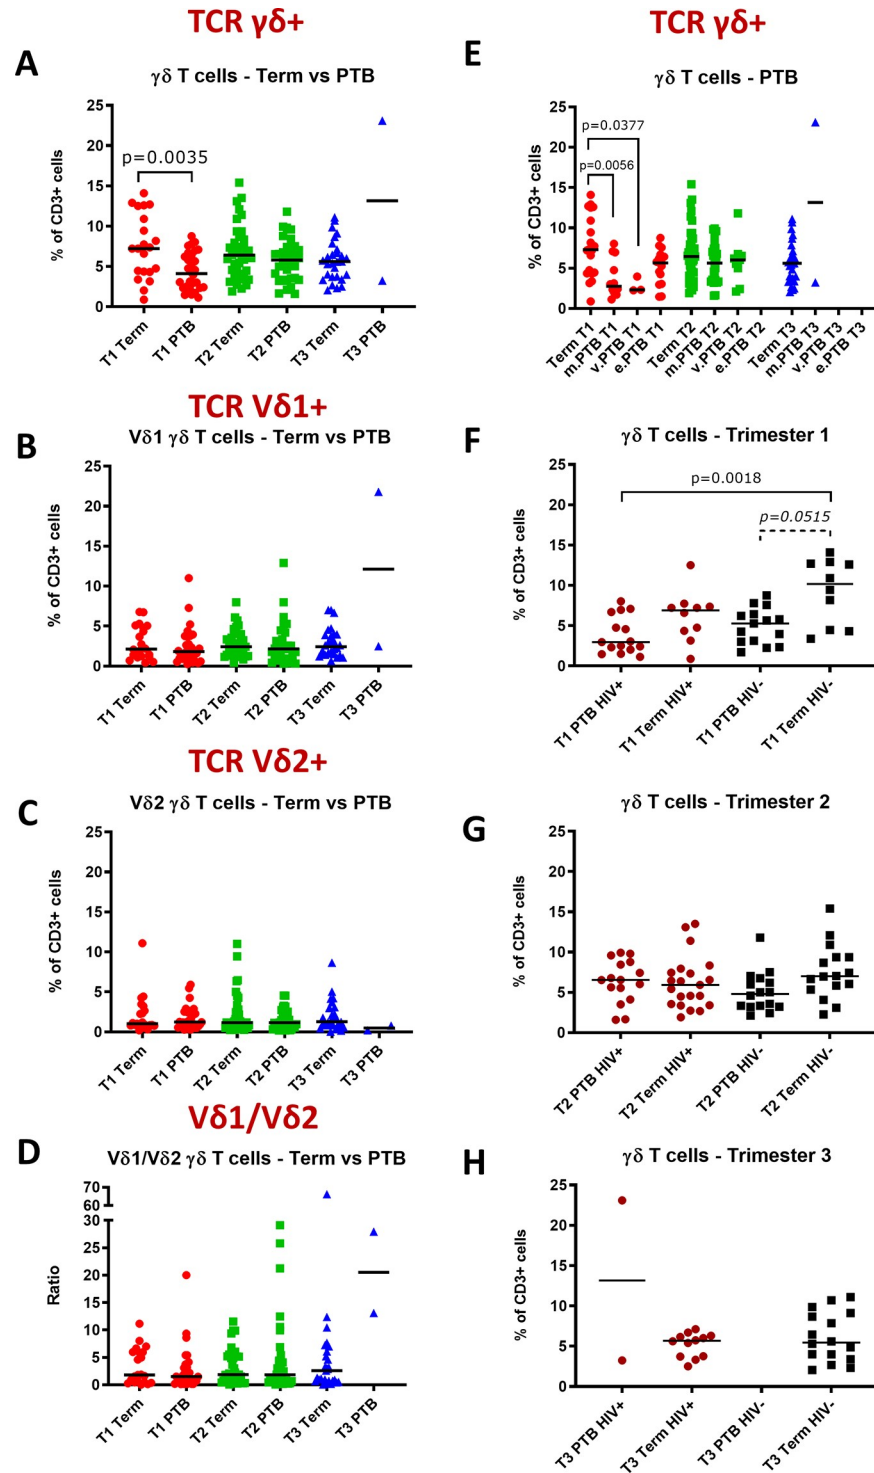 TCR γδ+
A
γδ T cells - Term vs PTB
% of CD3+ cells
25
20
15
10
5
0
p=0.0035
T1 Term
T1 PTB
T2 Term
T2 PTB
T3 Term
T3 PTB
TCR Vδ1+
B
Vδ1 γδ T cells - Term vs PTB
% of CD3+ cells
25
20
15
10
5
0
T1 Term
T1 PTB
T2 Term
T2 PTB
T3 Term
T3 PTB
TCR Vδ2+
C
Vδ2 γδ T cells - Term vs PTB
% of CD3+ cells
25
20
15
10
5
0
T1 Term
T1 PTB
T2 Term
T2 PTB
T3 Term
T3 PTB
Vδ1/Vδ2
D
Vδ1/Vδ2 γδ T cells - Term vs PTB
Ratio
70
60
30
20
15
10
5
0
T1 Term
T1 PTB
T2 Term
T2 PTB
T3 Term
T3 PTB
TCR γδ+
E
γδ T cells - PTB
% of CD3+ cells
25
20
15
10
5
0
p=0.0377
p=0.0056
Term T1
m.PTB T1
v.PTB T1
e.PTB T1
Term T2
m.PTB T2
v.PTB T2
e.PTB T2
Term T3
m.PTB T3
v.PTB T3
e.PTB T3
F
γδ T cells - Trimester 1
% of CD3+ cells
25
20
15
10
5
0
p=0.0018
p=0.0515
T1 PTB HIV+
T1 Term HIV+
T1 PTB HIV-
T1 Term HIV-
G
γδ T cells - Trimester 2
% of CD3+ cells
25
20
15
10
5
0
T2 PTB HIV+
T2 Term HIV+
T2 PTB HIV-
T2 Term HIV-
H
γδ T cells - Trimester 3
% of CD3+ cells
25
20
15
10
5
0
T3 PTB HIV+
T3 Term HIV+
T3 PTB HIV-
T3 Term HIV-